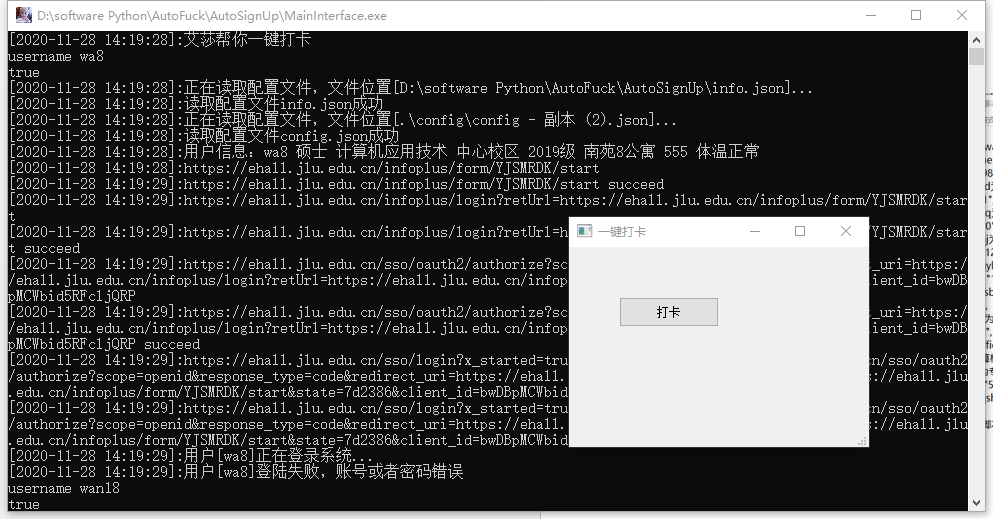 D:\software Python\AutoFuck\AutoSignUp\MainInterface.exe
[2020-11-28 14:19:28]:艾莎帮你一键打卡
username wa8
true
[2020-11-28 14:19:28]:正在读取配置文件，文件位置[D:\software Python\AutoFuck\AutoSignUp\info.json]...
[2020-11-28 14:19:28]:读取配置文件info.json成功
[2020-11-28 14:19:28]:正在读取配置文件，文件位置[.\config\config - 副本 (2).json]...
[2020-11-28 14:19:28]:读取配置文件config.json成功
[2020-11-28 14:19:28]:用户信息：wa8 硕士 计算机应用技术 中心校区 2019级 南苑8公寓 555 体温正常
[2020-11-28 14:19:28]:https://ehall.jlu.edu.cn/infoplus/form/YJSMRDK/start
[2020-11-28 14:19:29]:https://ehall.jlu.edu.cn/infoplus/form/YJSMRDK/start succeed
[2020-11-28 14:19:29]:https://ehall.jlu.edu.cn/infoplus/login?retUrl=https://ehall.jlu.edu.cn/infoplus/form/YJSMRDK/star
t
[2020-11-28 14:19:29]:https://ehall.jlu.edu.cn/infoplus/login?retUrl=h YJSMRDK/star
t succeed
[2020-11-28 14:19:29]:https://ehall.jlu.edu.cn/sso/oauth2/authorize?sc t_uri=https:/
/ehall.jlu.edu.cn/infoplus/login?retUrl=https://ehall.jlu.edu.cn/infop client_id=bwDB
pMCWbid5RFcljQRP
[2020-11-28 14:19:29]:https://ehall.jlu.edu.cn/sso/oauth2/authorize?sc t_uri=https:/
/ehall.jlu.edu.cn/infoplus/login?retUrl=https://ehall.jlu.edu.cn/infop client_id=bwDB
pMCWbid5RFcljQRP succeed
[2020-11-28 14:19:29]:https://ehall.jlu.edu.cn/sso/login?x_started=tru cn/sso/oauth2
/authorize?scope=openid&response_type=code&redirect_uri=https://ehall. s://ehall.jlu
.edu.cn/infoplus/form/YJSMRDK/start&state=7d2386&client_id=bwDBpMCWbid
[2020-11-28 14:19:29]:https://ehall.jlu.edu.cn/sso/login?x_started=tru cn/sso/oauth2
/authorize?scope=openid&response_type=code&redirect_uri=https://ehall. s://ehall.jlu
.edu.cn/infoplus/form/YJSMRDK/start&state=7d2386&client_id=bwDBpMCWbid
[2020-11-28 14:19:29]:用户[wa8]正在登录系统...
[2020-11-28 14:19:29]:用户[wa8]登陆失败，账号或者密码错误
username wanl8
true
一键打卡
打卡